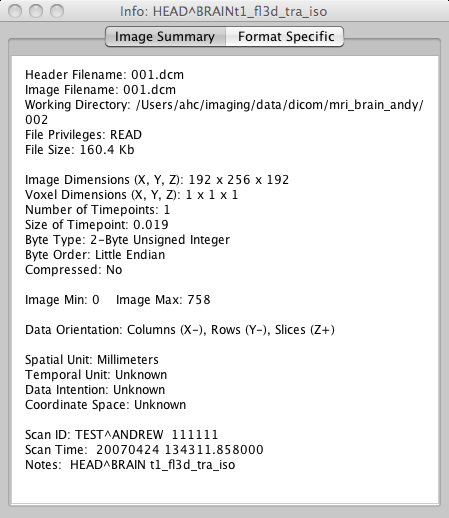 Info: HEAD^BRAINt1_fl3d_tra_iso
Image Summary Format Specific
Header Filename: 001.dcm
Image Filename: 001.dcm
Working Directory: /Users/ahc/imaging/data/dicom/mri_brain_andy/
002
File Privileges: READ
File Size: 160.4 Kb
Image Dimensions (X, Y, Z): 192 x 256 x 192
Voxel Dimensions (X, Y, Z): 1 x 1 x 1
Number of Timepoints: 1
Size of Timepoint: 0.019
Byte Type: 2-Byte Unsigned Integer
Byte Order: Little Endian
Compressed: No
Image Min: 0    Image Max: 758
Data Orientation: Columns (X-), Rows (Y-), Slices (Z+)
Spatial Unit: Millimeters
Temporal Unit: Unknown
Data Intention: Unknown
Coordinate Space: Unknown
Scan ID: TEST^ANDREW  111111
Scan Time:  20070424 134311.858000
Notes:  HEAD^BRAIN t1_fl3d_tra_iso